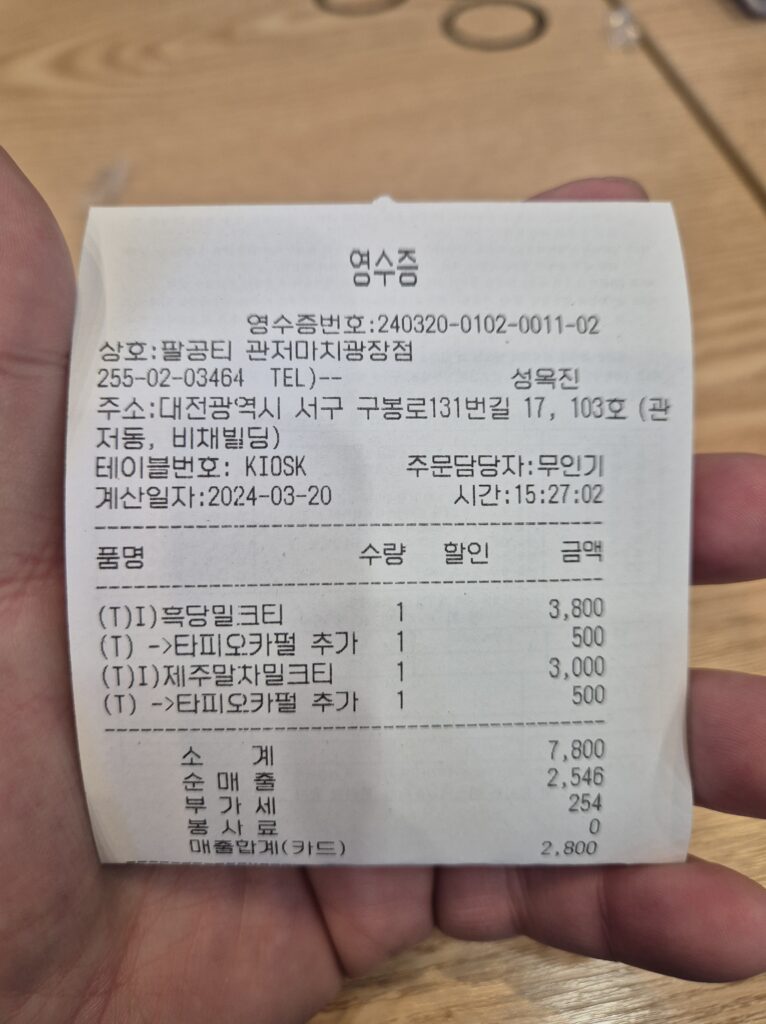 영수증
영수증번호:240320-0102-0011-02
상호:팔공티 관저마치광장점
255-02-03464 TEL)-- 성옥진
주소:대전광역시 서구 구봉로131번길 17, 103호 (관
저동, 비채빌딩)
테이블번호: KIOSK 주문담당자:무인기
계산일자:2024-03-20 시간:15:27:02
품명 수량 할인 금액
(T)I)흑당밀크티 1 3,800
(T) ->타피오카펄 추가 1 500
(T)I)제주말차밀크티 1 3,000
(T) ->타피오카펄 추가 1 500
소 계 7,800
순 매 출 2,546
부 가 세 254
봉 사 료 0
매출합계(카드) 2,800